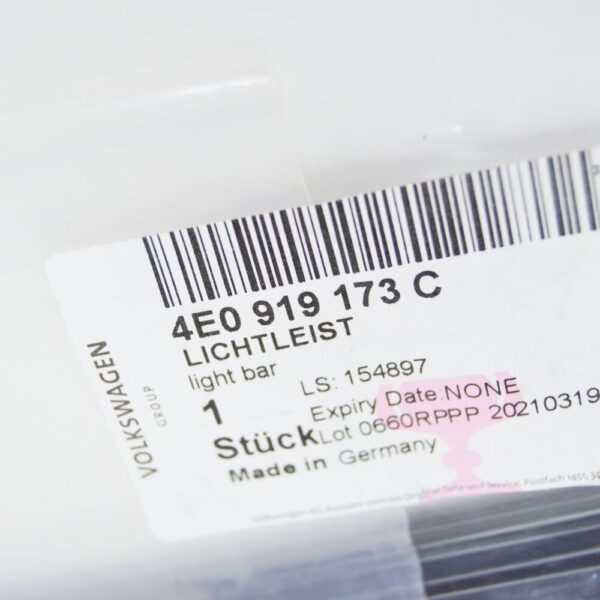 4E0 919 173 C
LICHTLEIST
light bar
LS: 154897
1
Expiry Date:NONE
Stück
Lot 0660RPPP 20210319
Made in Germany
VOLKSWAGEN
GROUP